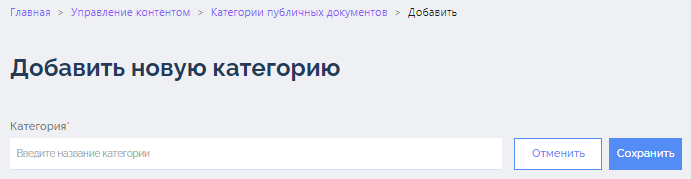 Главная > Управление контентом > Категории публичных документов > Добавить
Добавить новую категорию
Категория*
Введите название категории Отменить Сохранить